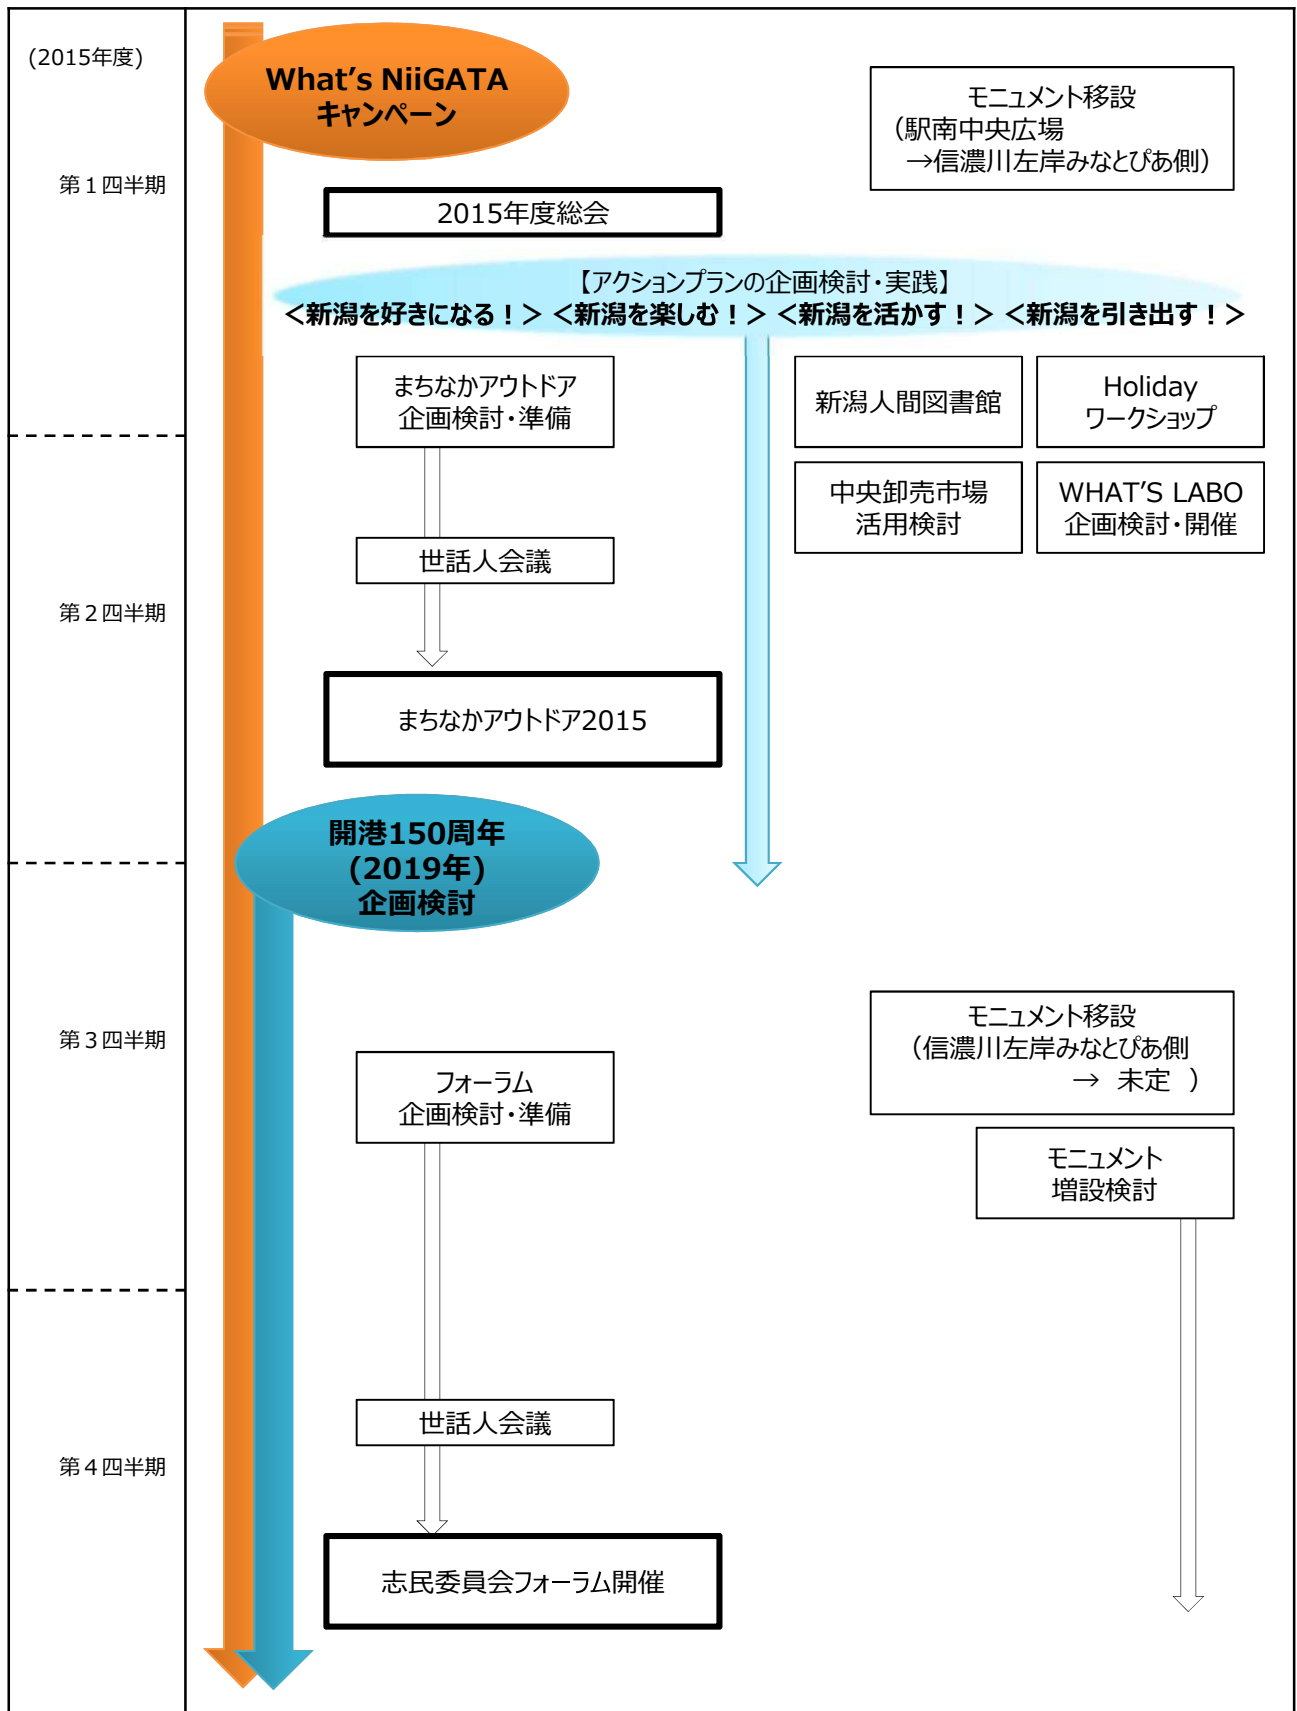 (2015年度)
What's NiiGATA
キャンペーン
モニュメント移設
（駅南中央広場
→信濃川左岸みなとぴあ側）
第１四半期
2015年度総会
【アクションプランの企画検討・実践】
＜新潟を好きになる！＞ ＜新潟を楽しむ！＞ ＜新潟を活かす！＞ ＜新潟を引き出す！＞
まちなかアウトドア
企画検討・準備
新潟人間図書館
Holiday
ワークショップ
中央卸売市場
活用検討
WHAT'S LABO
企画検討・開催
世話人会議
第２四半期
まちなかアウトドア2015
開港150周年
(2019年)
企画検討
第３四半期
モニュメント移設
（信濃川左岸みなとぴあ側
→ 未定 ）
フォーラム
企画検討・準備
モニュメント
増設検討
世話人会議
第４四半期
志民委員会フォーラム開催